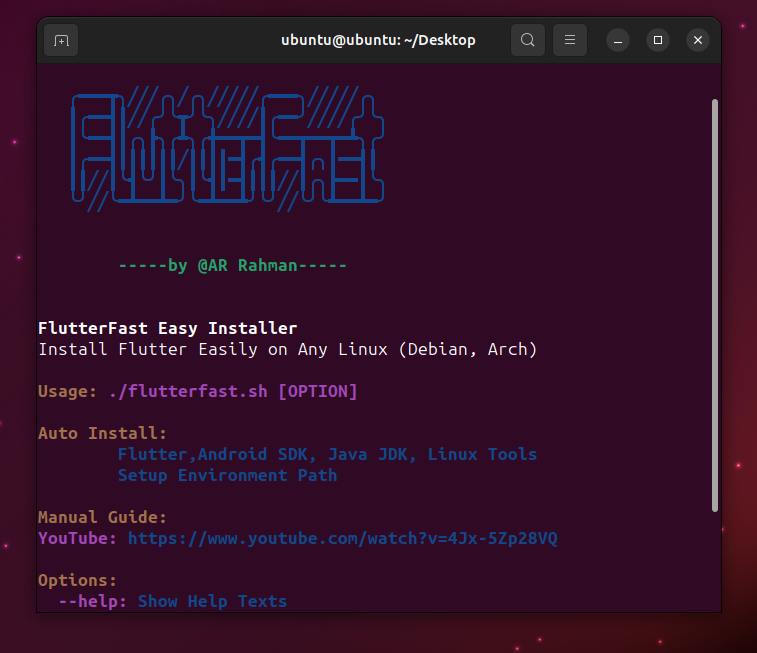 ubuntu@ubuntu: ~/Desktop
FlutterFast
-----by @AR Rahman-----
FlutterFast Easy Installer
Install Flutter Easily on Any Linux (Debian, Arch)
Usage: ./flutterfast.sh [OPTION]
Auto Install:
Flutter,Android SDK, Java JDK, Linux Tools
Setup Environment Path
Manual Guide:
YouTube: https://www.youtube.com/watch?v=4Jx-5Zp28VQ
Options:
--help: Show Help Texts